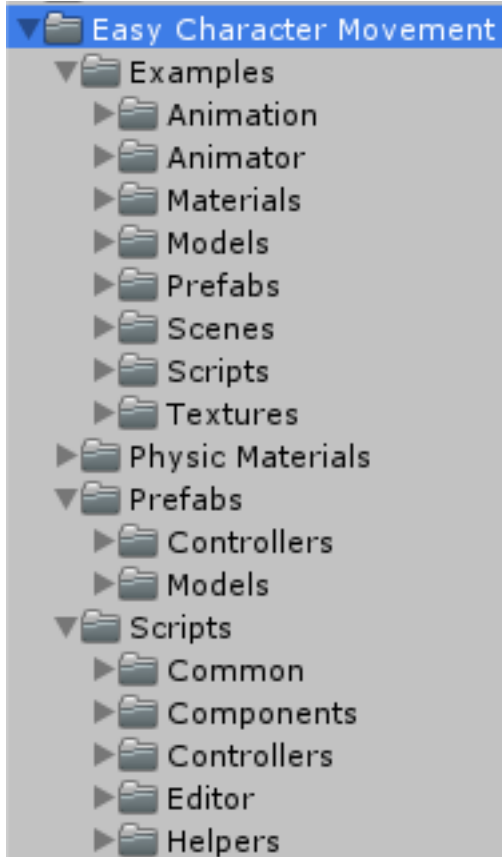 Easy Character Movement
Examples
Animation
Animator
Materials
Models
Prefabs
Scenes
Scripts
Textures
Physic Materials
Prefabs
Controllers
Models
Scripts
Common
Components
Controllers
Editor
Helpers